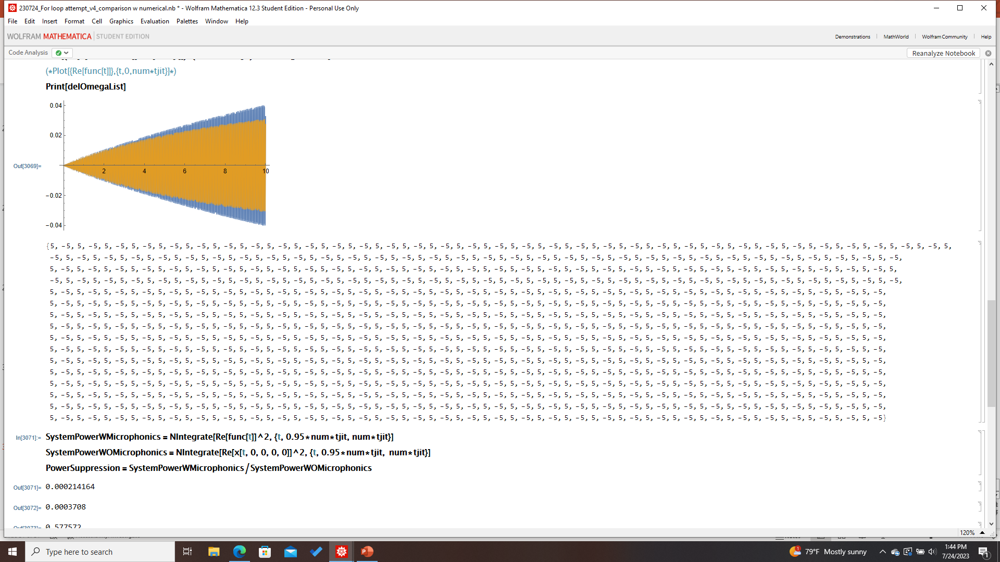 230724_For loop attempt_v4_comparison w numerical.nb * - Wolfram Mathematica 12.3 Student Edition - Personal Use Only
File Edit Insert Format Cell Graphics Evaluation Palettes Window Help
WOLFRAM MATHEMATICA STUDENT EDITION Demonstrations MathWorld Wolfram Community Help
Code Analysis Reanalyze Notebook
(*Plot[{Re[func[t]]},{t,0,num*tjit}]*)
Print[delOmegaList]
0.04
0.02
Out[3069]=
2 4 6 8 10
-0.02
-0.04
{5, -5, 5, -5, 5, -5, 5, -5, 5, -5, 5, -5, 5, -5, 5, -5, 5, -5, 5, -5, 5, -5, 5, -5, 5, -5, 5, -5, 5, -5, 5, -5, 5, -5, 5, -5, 5, -5, 5, -5, 5, -5, 5, -5, 5, -5, 5, -5, 5, -5, 5, -5, 5, -5, 5, -5, 5, -5, 5, -5, 5, -5, 5, -5, 5, -5, 5,
-5, 5, -5, 5, -5, 5, -5, 5, -5, 5, -5, 5, -5, 5, -5, 5, -5, 5, -5, 5, -5, 5, -5, 5, -5, 5, -5, 5, -5, 5, -5, 5, -5, 5, -5, 5, -5, 5, -5, 5, -5, 5, -5, 5, -5, 5, -5, 5, -5, 5, -5, 5, -5, 5, -5, 5, -5, 5, -5, 5, -5, 5, -5,
5, -5, 5, -5, 5, -5, 5, -5, 5, -5, 5, -5, 5, -5, 5, -5, 5, -5, 5, -5, 5, -5, 5, -5, 5, -5, 5, -5, 5, -5, 5, -5, 5, -5, 5, -5, 5, -5, 5, -5, 5, -5, 5, -5, 5, -5, 5, -5, 5, -5, 5, -5, 5, -5, 5, -5, 5, -5, 5, -5, 5, -5, 5,
-5, 5, -5, 5, -5, 5, -5, 5, -5, 5, -5, 5, -5, 5, -5, 5, -5, 5, -5, 5, -5, 5, -5, 5, -5, 5, -5, 5, -5, 5, -5, 5, -5, 5, -5, 5, -5, 5, -5, 5, -5, 5, -5, 5, -5, 5, -5, 5, -5, 5, -5, 5, -5, 5, -5, 5, -5, 5, -5, 5, -5, 5, -5,
5, -5, 5, -5, 5, -5, 5, -5, 5, -5, 5, -5, 5, -5, 5, -5, 5, -5, 5, -5, 5, -5, 5, -5, 5, -5, 5, -5, 5, -5, 5, -5, 5, -5, 5, -5, 5, -5, 5, -5, 5, -5, 5, -5, 5, -5, 5, -5, 5, -5, 5, -5, 5, -5, 5, -5, 5, -5, 5, -5, 5, -5,
5, -5, 5, -5, 5, -5, 5, -5, 5, -5, 5, -5, 5, -5, 5, -5, 5, -5, 5, -5, 5, -5, 5, -5, 5, -5, 5, -5, 5, -5, 5, -5, 5, -5, 5, -5, 5, -5, 5, -5, 5, -5, 5, -5, 5, -5, 5, -5, 5, -5, 5, -5, 5, -5, 5, -5, 5, -5, 5, -5, 5, -5,
5, -5, 5, -5, 5, -5, 5, -5, 5, -5, 5, -5, 5, -5, 5, -5, 5, -5, 5, -5, 5, -5, 5, -5, 5, -5, 5, -5, 5, -5, 5, -5, 5, -5, 5, -5, 5, -5, 5, -5, 5, -5, 5, -5, 5, -5, 5, -5, 5, -5, 5, -5, 5, -5, 5, -5, 5, -5, 5, -5, 5, -5,
5, -5, 5, -5, 5, -5, 5, -5, 5, -5, 5, -5, 5, -5, 5, -5, 5, -5, 5, -5, 5, -5, 5, -5, 5, -5, 5, -5, 5, -5, 5, -5, 5, -5, 5, -5, 5, -5, 5, -5, 5, -5, 5, -5, 5, -5, 5, -5, 5, -5, 5, -5, 5, -5, 5, -5, 5, -5, 5, -5, 5, -5,
5, -5, 5, -5, 5, -5, 5, -5, 5, -5, 5, -5, 5, -5, 5, -5, 5, -5, 5, -5, 5, -5, 5, -5, 5, -5, 5, -5, 5, -5, 5, -5, 5, -5, 5, -5, 5, -5, 5, -5, 5, -5, 5, -5, 5, -5, 5, -5, 5, -5, 5, -5, 5, -5, 5, -5, 5, -5, 5, -5, 5, -5,
5, -5, 5, -5, 5, -5, 5, -5, 5, -5, 5, -5, 5, -5, 5, -5, 5, -5, 5, -5, 5, -5, 5, -5, 5, -5, 5, -5, 5, -5, 5, -5, 5, -5, 5, -5, 5, -5, 5, -5, 5, -5, 5, -5, 5, -5, 5, -5, 5, -5, 5, -5, 5, -5, 5, -5, 5, -5, 5, -5, 5, -5,
5, -5, 5, -5, 5, -5, 5, -5, 5, -5, 5, -5, 5, -5, 5, -5, 5, -5, 5, -5, 5, -5, 5, -5, 5, -5, 5, -5, 5, -5, 5, -5, 5, -5, 5, -5, 5, -5, 5, -5, 5, -5, 5, -5, 5, -5, 5, -5, 5, -5, 5, -5, 5, -5, 5, -5, 5, -5, 5, -5, 5, -5,
5, -5, 5, -5, 5, -5, 5, -5, 5, -5, 5, -5, 5, -5, 5, -5, 5, -5, 5, -5, 5, -5, 5, -5, 5, -5, 5, -5, 5, -5, 5, -5, 5, -5, 5, -5, 5, -5, 5, -5, 5, -5, 5, -5, 5, -5, 5, -5, 5, -5, 5, -5, 5, -5, 5, -5, 5, -5, 5, -5, 5, -5,
5, -5, 5, -5, 5, -5, 5, -5, 5, -5, 5, -5, 5, -5, 5, -5, 5, -5, 5, -5, 5, -5, 5, -5, 5, -5, 5, -5, 5, -5, 5, -5, 5, -5, 5, -5, 5, -5, 5, -5, 5, -5, 5, -5, 5, -5, 5, -5, 5, -5, 5, -5, 5, -5, 5, -5, 5, -5, 5, -5, 5, -5,
5, -5, 5, -5, 5, -5, 5, -5, 5, -5, 5, -5, 5, -5, 5, -5, 5, -5, 5, -5, 5, -5, 5, -5, 5, -5, 5, -5, 5, -5, 5, -5, 5, -5, 5, -5, 5, -5, 5, -5, 5, -5, 5, -5, 5, -5, 5, -5, 5, -5, 5, -5, 5, -5, 5, -5, 5, -5, 5, -5, 5, -5,
5, -5, 5, -5, 5, -5, 5, -5, 5, -5, 5, -5, 5, -5, 5, -5, 5, -5, 5, -5, 5, -5, 5, -5, 5, -5, 5, -5, 5, -5, 5, -5, 5, -5, 5, -5, 5, -5, 5, -5, 5, -5, 5, -5, 5, -5, 5, -5, 5, -5, 5, -5, 5, -5, 5, -5, 5, -5, 5, -5, 5, -5,
5, -5, 5, -5, 5, -5, 5, -5, 5, -5, 5, -5, 5, -5, 5, -5, 5, -5, 5, -5, 5, -5, 5, -5, 5, -5, 5, -5, 5, -5, 5, -5, 5, -5, 5, -5, 5, -5, 5, -5, 5, -5, 5, -5, 5, -5, 5, -5, 5, -5, 5, -5, 5, -5, 5, -5, 5, -5, 5, -5, 5, -5}
In[3071]:= SystemPowerWMicrophonics = NIntegrate[Re[func[t]]^2, {t, 0.95*num*tjit, num*tjit}]
SystemPowerWOMicrophonics = NIntegrate[Re[x[t, 0, 0, 0, 0]]^2, {t, 0.95*num*tjit, num*tjit}]
PowerSuppression = SystemPowerWMicrophonics/SystemPowerWOMicrophonics
Out[3071]= 0.000214164
Out[3072]= 0.0003708
Out[3073]= 0.577572
120%
Type here to search
79°F Mostly sunny
1:44 PM
7/24/2023